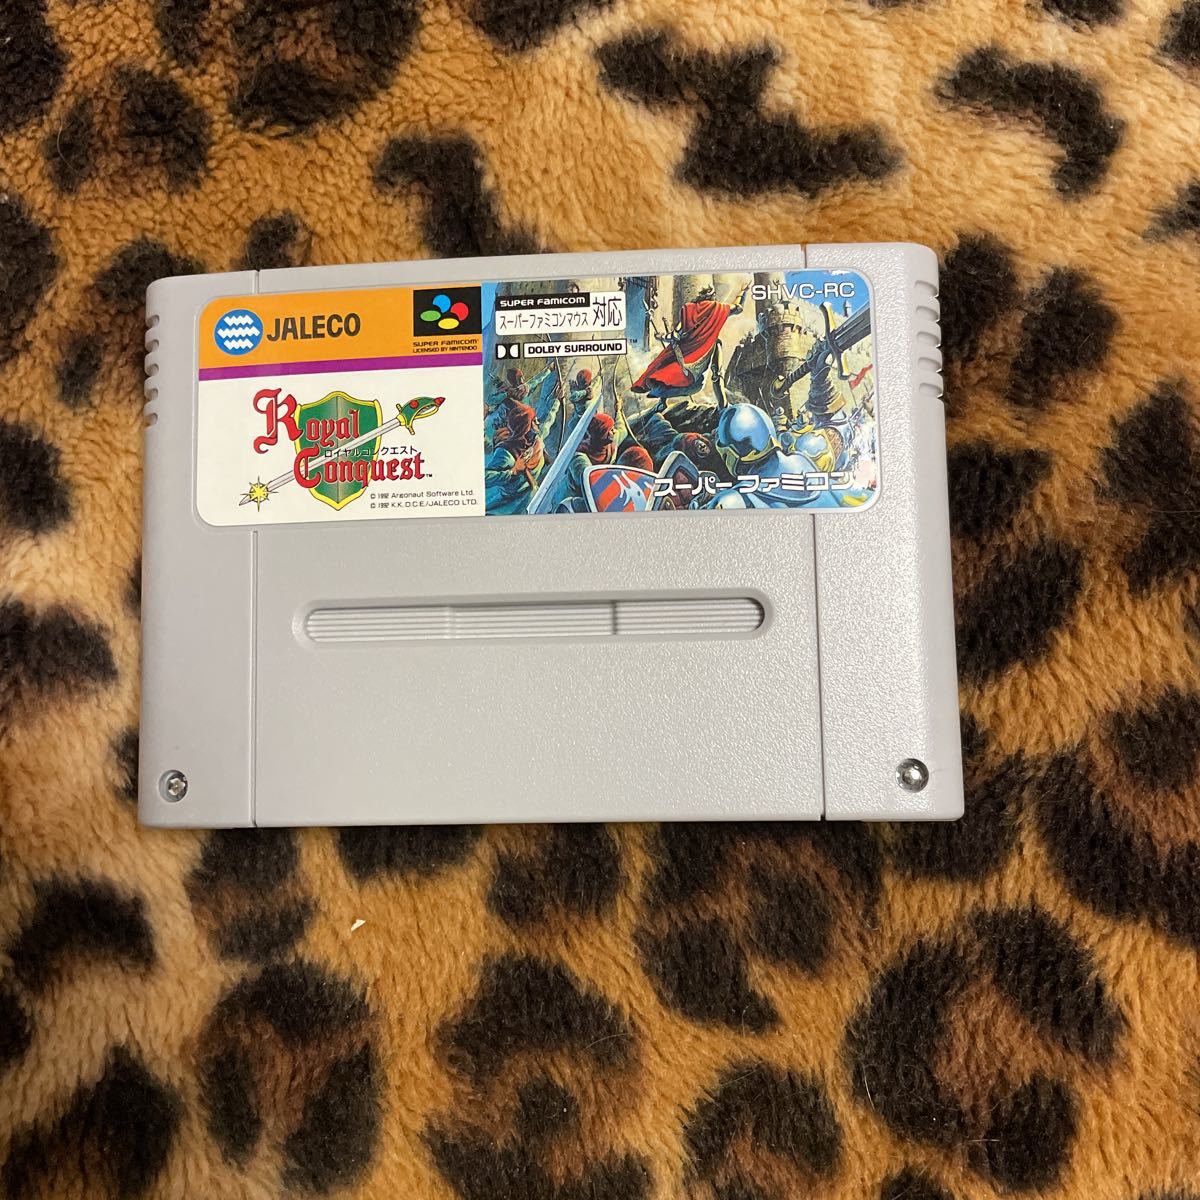 JALECO
SUPER FAMICOM
LICENSED BY NINTENDO
Royal
ロイヤルコンクエスト
Conquest™
© 1992 Argonaut Software Ltd.
© 1992 K.K. D.C.E./JALECO LTD.
SUPER FAMICOM
スーパーファミコンマウス 対応
DOLBY SURROUND™
SHVC-RC
スーパーファミコン